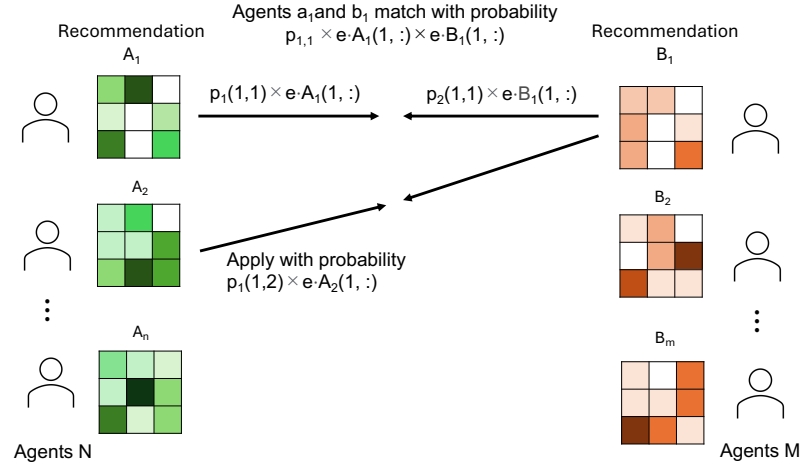 Agents a₁and b₁ match with probability
p₁,₁ × e·A₁(1, :) × e·B₁(1, :)
Recommendation
A₁
Recommendation
B₁
p₁(1,1) × e·A₁(1, :)
p₂(1,1) × e·B₁(1, :)
A₂
B₂
Apply with probability
p₁(1,2) × e·A₂(1, :)
⋮
⋮
Aₙ
Bₘ
Agents N
Agents M